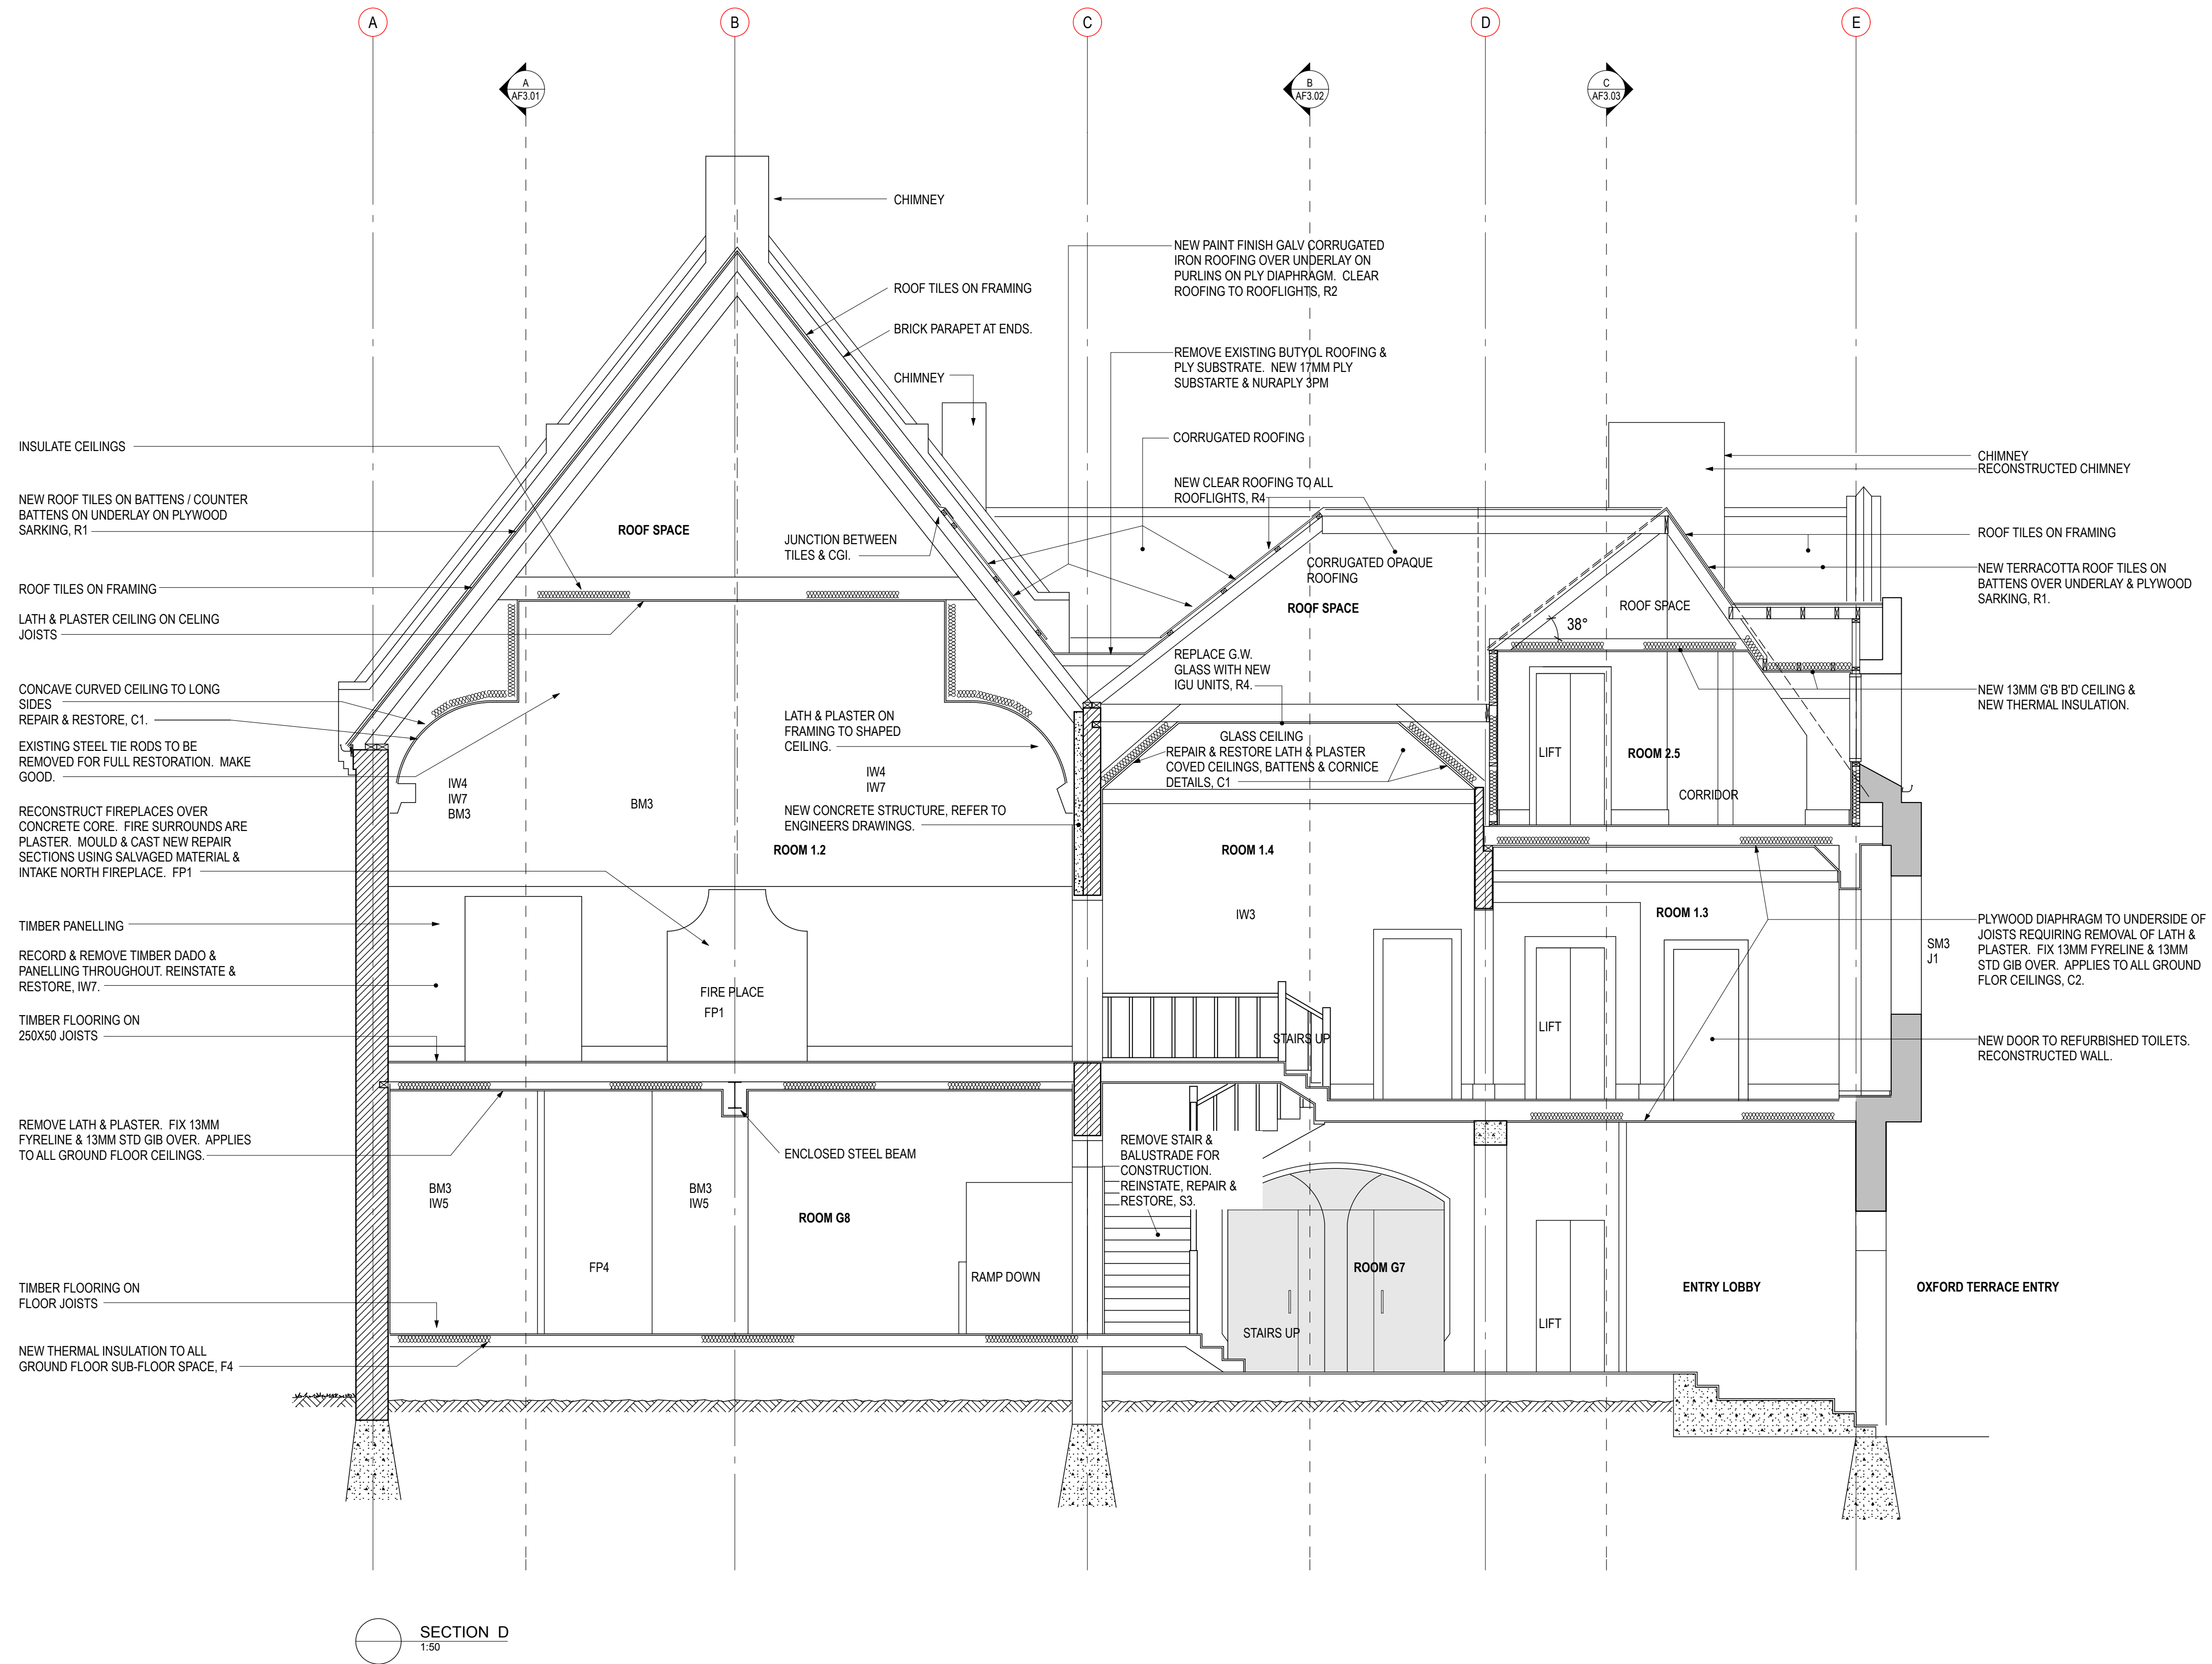 A
B
C
D
E
A
AF3.01
B
AF3.02
C
AF3.03
CHIMNEY
ROOF TILES ON FRAMING
BRICK PARAPET AT ENDS.
CHIMNEY
NEW PAINT FINISH GALV CORRUGATED
IRON ROOFING OVER UNDERLAY ON
PURLINS ON PLY DIAPHRAGM. CLEAR
ROOFING TO ROOFLIGHTS, R2
REMOVE EXISTING BUTYOL ROOFING &
PLY SUBSTRATE. NEW 17MM PLY
SUBSTARTE & NURAPLY 3PM
CORRUGATED ROOFING
NEW CLEAR ROOFING TO ALL
ROOFLIGHTS, R4
INSULATE CEILINGS
NEW ROOF TILES ON BATTENS / COUNTER
BATTENS ON UNDERLAY ON PLYWOOD
SARKING, R1
ROOF TILES ON FRAMING
LATH & PLASTER CEILING ON CELING
JOISTS
CONCAVE CURVED CEILING TO LONG
SIDES
REPAIR & RESTORE, C1.
EXISTING STEEL TIE RODS TO BE
REMOVED FOR FULL RESTORATION. MAKE
GOOD.
RECONSTRUCT FIREPLACES OVER
CONCRETE CORE. FIRE SURROUNDS ARE
PLASTER. MOULD & CAST NEW REPAIR
SECTIONS USING SALVAGED MATERIAL &
INTAKE NORTH FIREPLACE. FP1
TIMBER PANELLING
RECORD & REMOVE TIMBER DADO &
PANELLING THROUGHOUT. REINSTATE &
RESTORE, IW7.
TIMBER FLOORING ON
250X50 JOISTS
REMOVE LATH & PLASTER. FIX 13MM
FYRELINE & 13MM STD GIB OVER. APPLIES
TO ALL GROUND FLOOR CEILINGS.
TIMBER FLOORING ON
FLOOR JOISTS
NEW THERMAL INSULATION TO ALL
GROUND FLOOR SUB-FLOOR SPACE, F4
ROOF SPACE
JUNCTION BETWEEN
TILES & CGI.
LATH & PLASTER ON
FRAMING TO SHAPED
CEILING.
IW4
IW7
IW4
IW7
BM3
BM3
NEW CONCRETE STRUCTURE, REFER TO
ENGINEERS DRAWINGS.
ROOM 1.2
FIRE PLACE
FP1
ENCLOSED STEEL BEAM
BM3
IW5
BM3
IW5
ROOM G8
FP4
RAMP DOWN
CORRUGATED OPAQUE
ROOFING
ROOF SPACE
REPLACE G.W.
GLASS WITH NEW
IGU UNITS, R4.
GLASS CEILING
REPAIR & RESTORE LATH & PLASTER
COVED CEILINGS, BATTENS & CORNICE
DETAILS, C1
ROOM 1.4
IW3
STAIRS UP
REMOVE STAIR &
BALUSTRADE FOR
CONSTRUCTION.
REINSTATE, REPAIR &
RESTORE, S3.
ROOM G7
STAIRS UP
ROOF SPACE
38°
LIFT
ROOM 2.5
CORRIDOR
ROOM 1.3
LIFT
LIFT
ENTRY LOBBY
OXFORD TERRACE ENTRY
CHIMNEY
RECONSTRUCTED CHIMNEY
ROOF TILES ON FRAMING
NEW TERRACOTTA ROOF TILES ON
BATTENS OVER UNDERLAY & PLYWOOD
SARKING, R1.
NEW 13MM G'B B'D CEILING &
NEW THERMAL INSULATION.
SM3
J1
PLYWOOD DIAPHRAGM TO UNDERSIDE OF
JOISTS REQUIRING REMOVAL OF LATH &
PLASTER. FIX 13MM FYRELINE & 13MM
STD GIB OVER. APPLIES TO ALL GROUND
FLOR CEILINGS, C2.
NEW DOOR TO REFURBISHED TOILETS.
RECONSTRUCTED WALL.
SECTION D
1:50